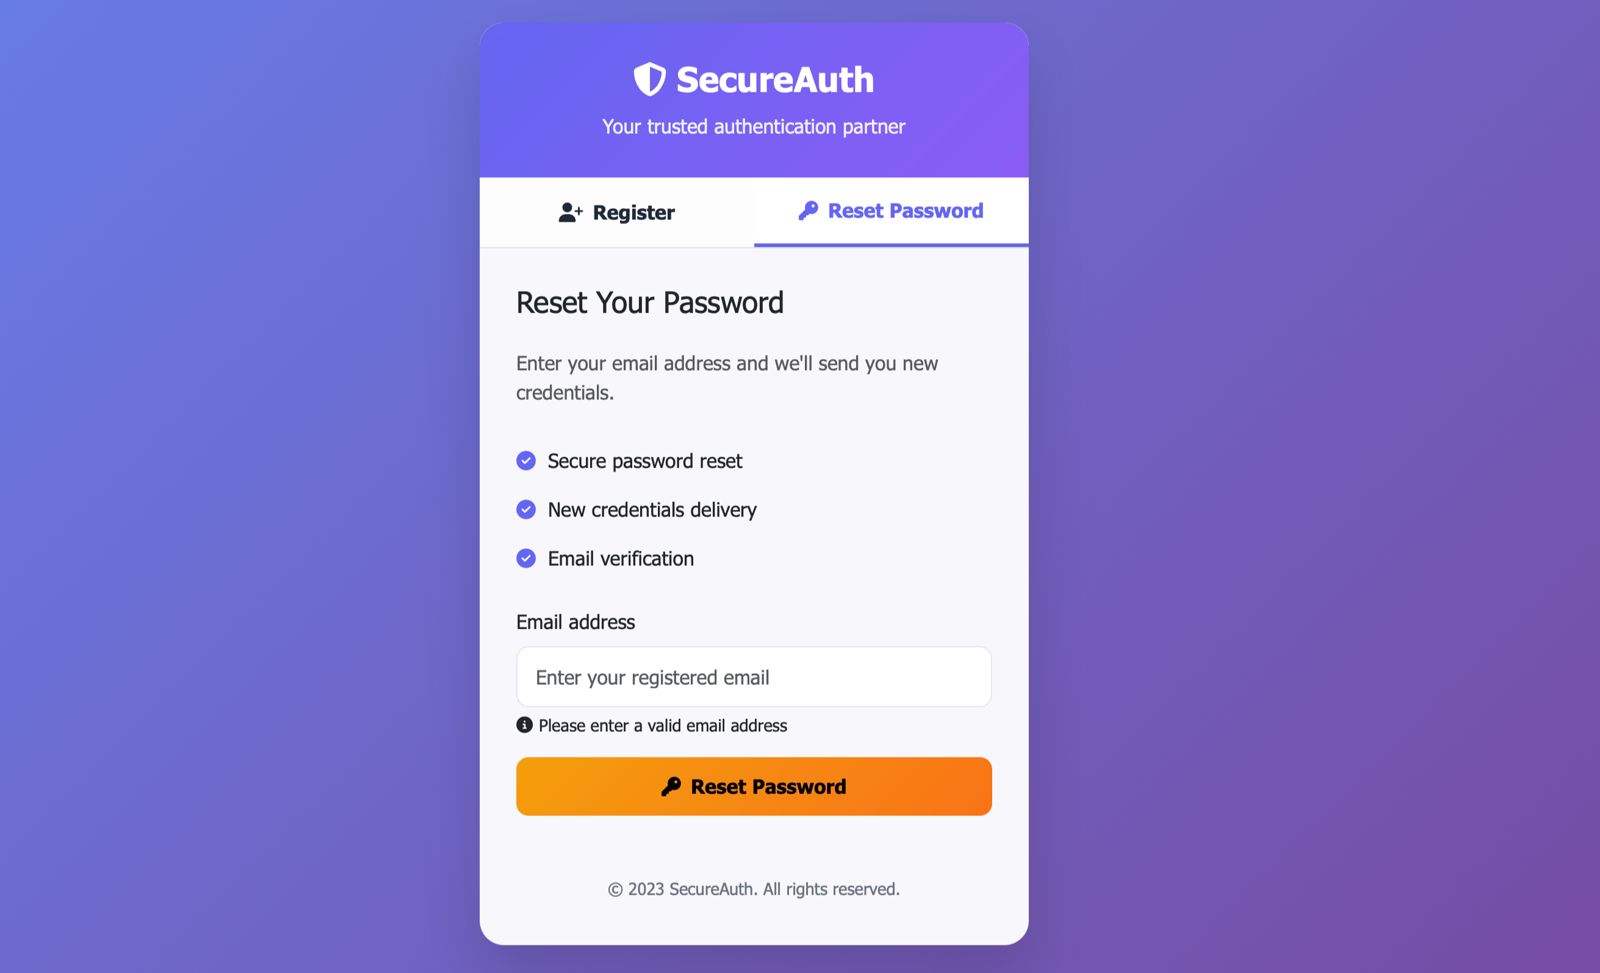 SecureAuth
Your trusted authentication partner
Register
Reset Password
Reset Your Password
Enter your email address and we'll send you new
credentials.
Secure password reset
New credentials delivery
Email verification
Email address
Enter your registered email
Please enter a valid email address
Reset Password
© 2023 SecureAuth. All rights reserved.